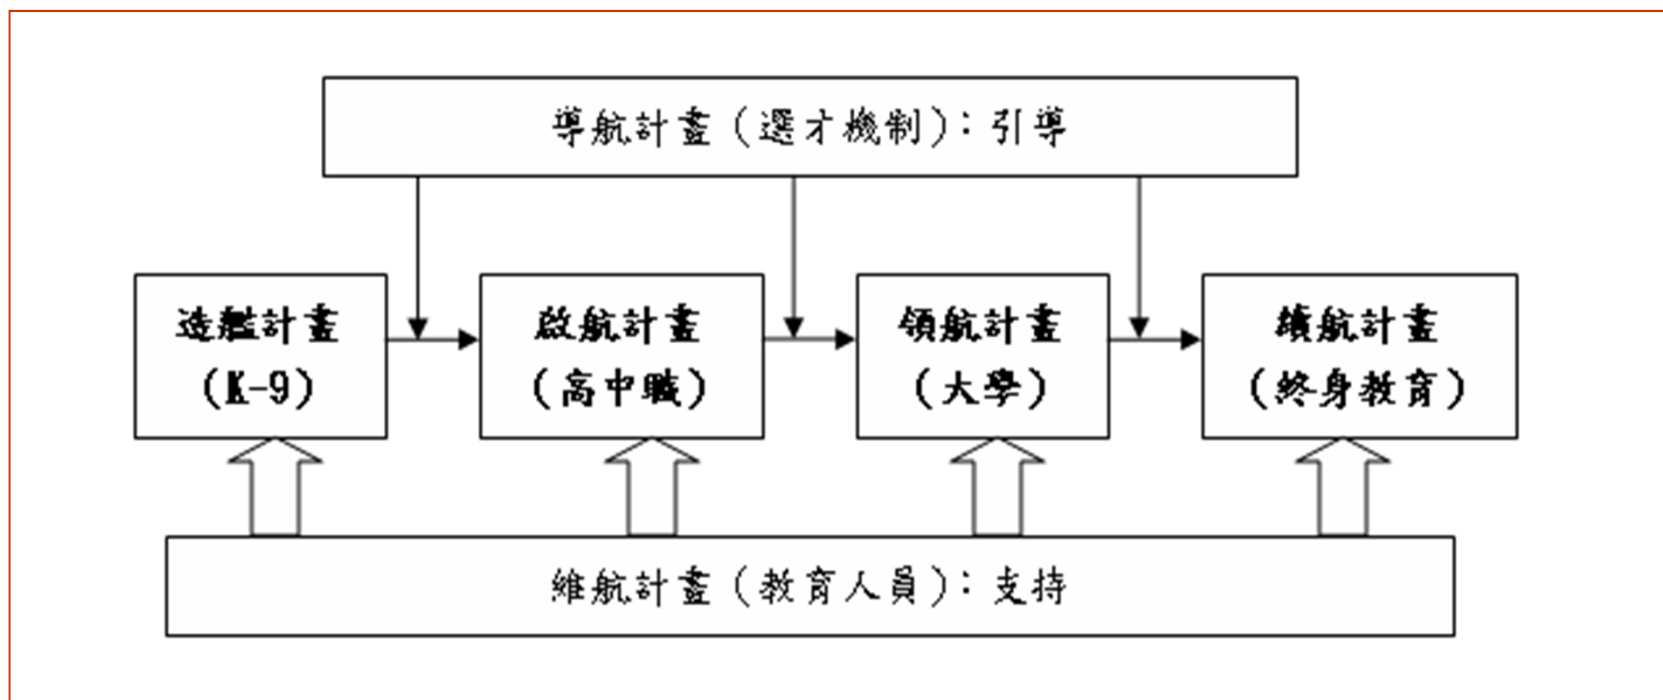 導航計畫(選才機制):引導
造艦計畫
(K-9)
啟航計畫
(高中職)
領航計畫
(大學)
續航計畫
(終身教育)
維航計畫(教育人員):支持